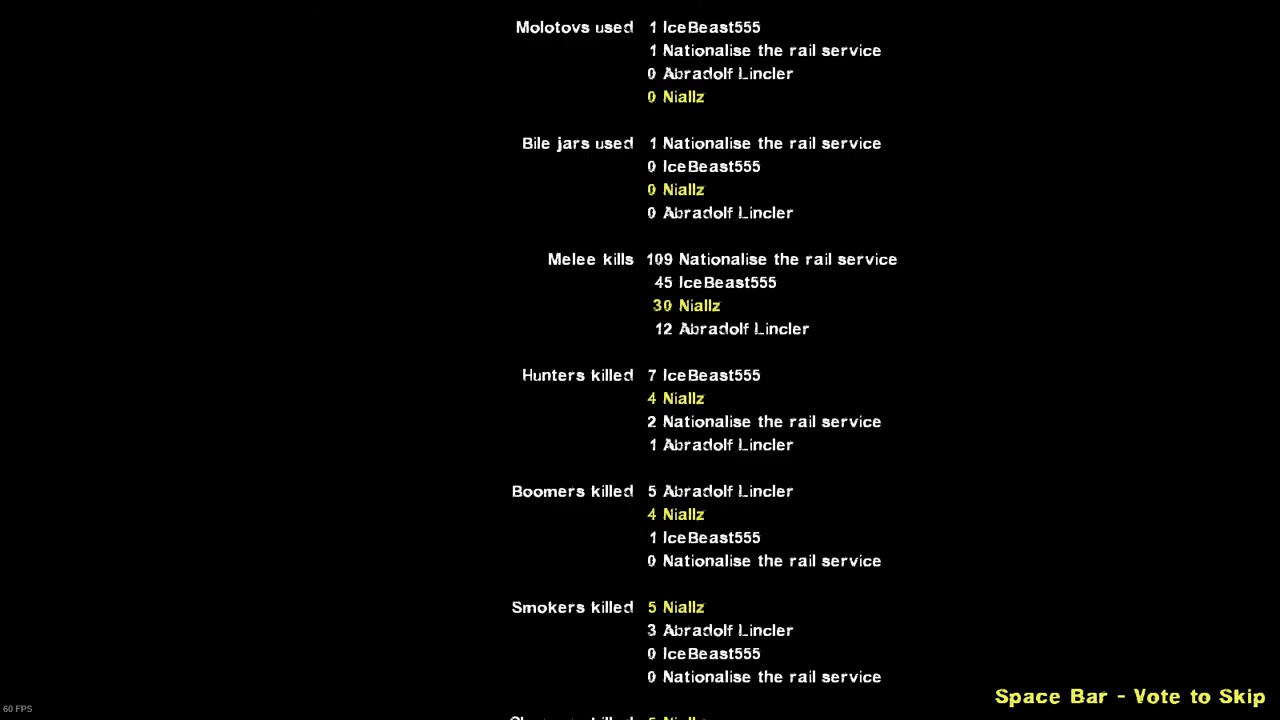 Molotovs used 1 IceBeast555
1 Nationalise the rail service
0 Abradolf Lincler
0 Niallz
Bile jars used 1 Nationalise the rail service
0 IceBeast555
0 Niallz
0 Abradolf Lincler
Melee kills 109 Nationalise the rail service
45 IceBeast555
30 Niallz
12 Abradolf Lincler
Hunters killed 7 IceBeast555
4 Niallz
2 Nationalise the rail service
1 Abradolf Lincler
Boomers killed 5 Abradolf Lincler
4 Niallz
1 IceBeast555
0 Nationalise the rail service
Smokers killed 5 Niallz
3 Abradolf Lincler
0 IceBeast555
0 Nationalise the rail service
Space Bar - Vote to Skip
60 FPS